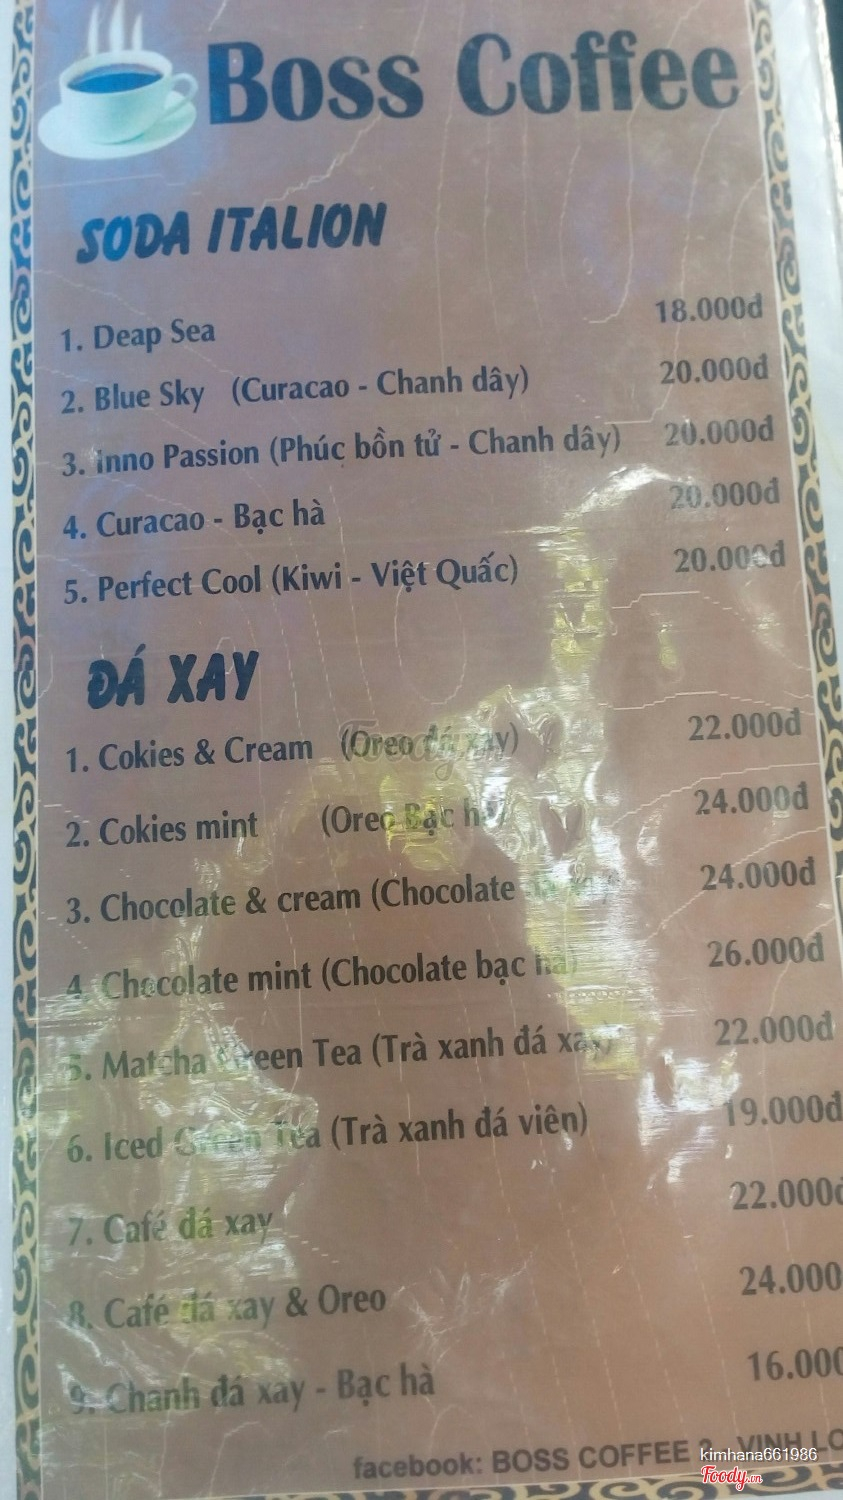 Boss Coffee
SODA ITALION
1. Deap Sea 18.000đ
2. Blue Sky (Curacao - Chanh dây) 20.000đ
3. Inno Passion (Phúc bồn tử - Chanh dây) 20.000đ
4. Curacao - Bạc hà 20.000đ
5. Perfect Cool (Kiwi - Việt Quấc) 20.000đ
ĐÁ XAY
1. Cokies & Cream (Oreo đá xay) 22.000đ
2. Cokies mint (Oreo Bạc hà) 24.000đ
3. Chocolate & cream (Chocolate 24.000đ
4. Chocolate mint (Chocolate bạc hà) 26.000đ
5. Matcha Green Tea (Trà xanh đá xay) 22.000đ
6. Iced Green Tea (Trà xanh đá viên) 19.000đ
7. Café đá xay 22.000đ
8. Café đá xay & Oreo 24.000
9. Chanh đá xay - Bạc hà 16.000
facebook: BOSS COFFEE
kimhana661986
Foody.vn